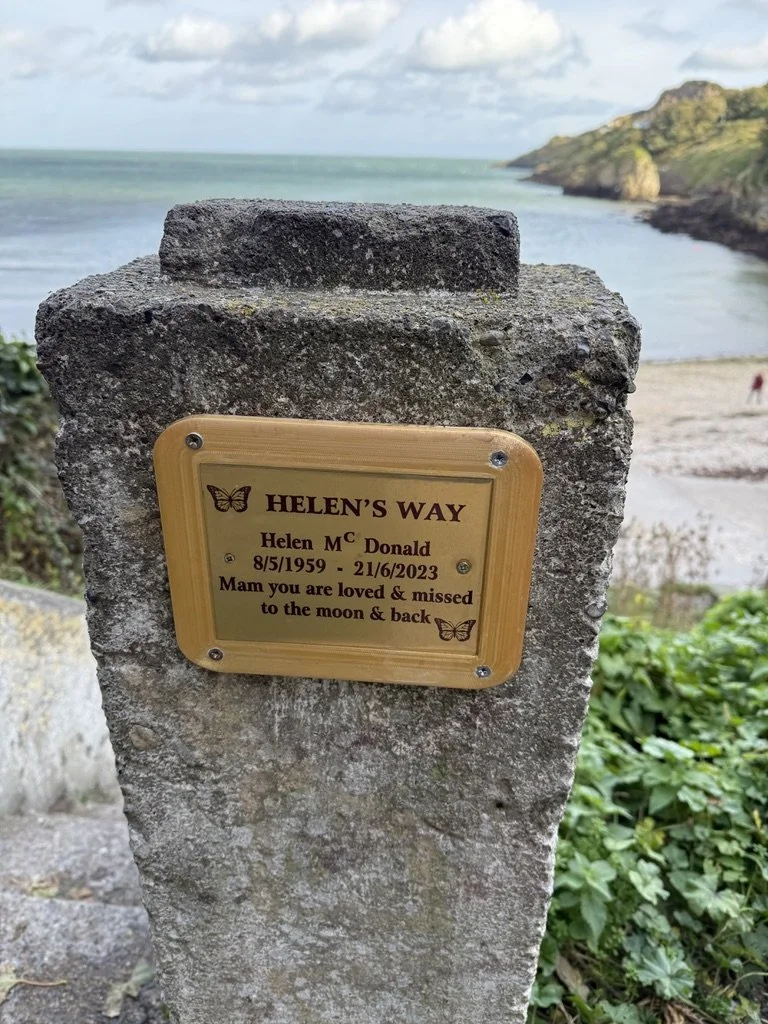 HELEN'S WAY
Helen Mc Donald
8/5/1959 - 21/6/2023
Mam you are loved & missed
to the moon & back